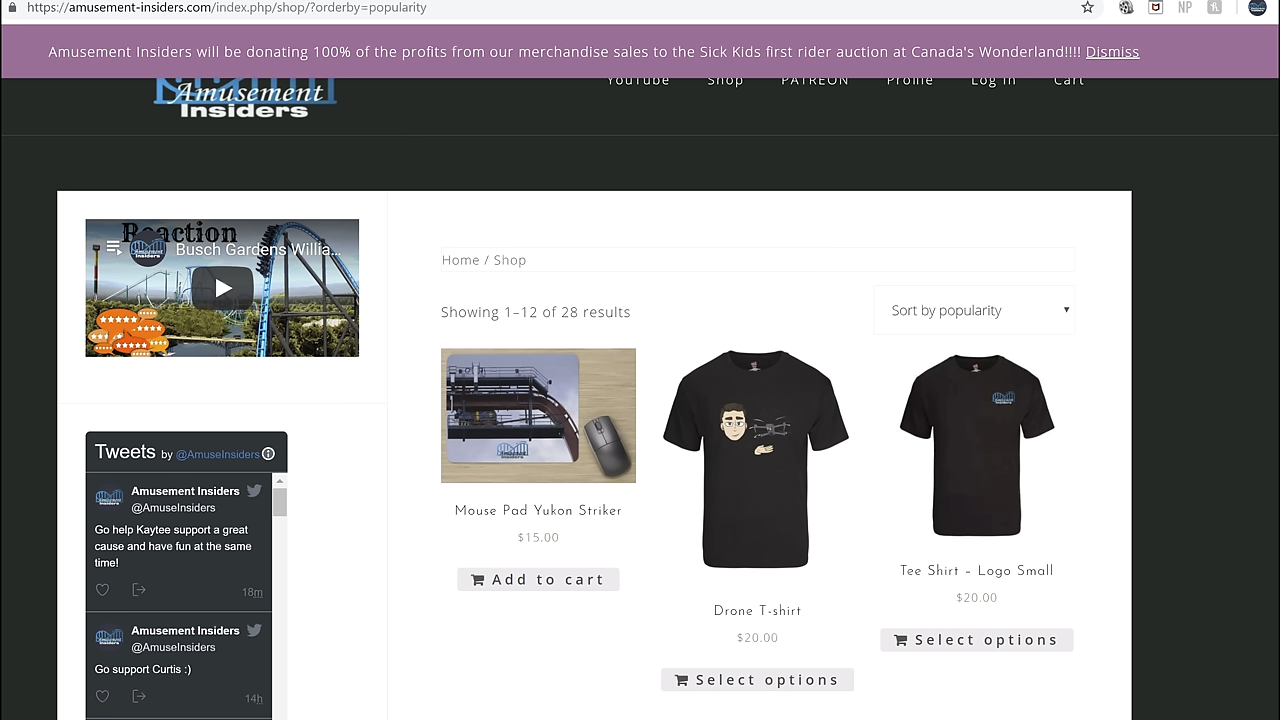 https://amusement-insiders.com/index.php/shop/?orderby=popularity
NP
Amusement Insiders will be donating 100% of the profits from our merchandise sales to the Sick Kids first rider auction at Canada's Wonderland!!!! Dismiss
Amusement
Insiders
YouTube
Shop
PATREON
Profile
Log In
Cart
Reaction
Busch Gardens Willia...
Home / Shop
Showing 1–12 of 28 results
Sort by popularity
Mouse Pad Yukon Striker
$15.00
Add to cart
Drone T-shirt
$20.00
Select options
Tee Shirt – Logo Small
$20.00
Select options
Tweets by @AmuseInsiders
Amusement Insiders
@AmuseInsiders
Go help Kaytee support a great
cause and have fun at the same
time!
18m
Amusement Insiders
@AmuseInsiders
Go support Curtis :)
14h